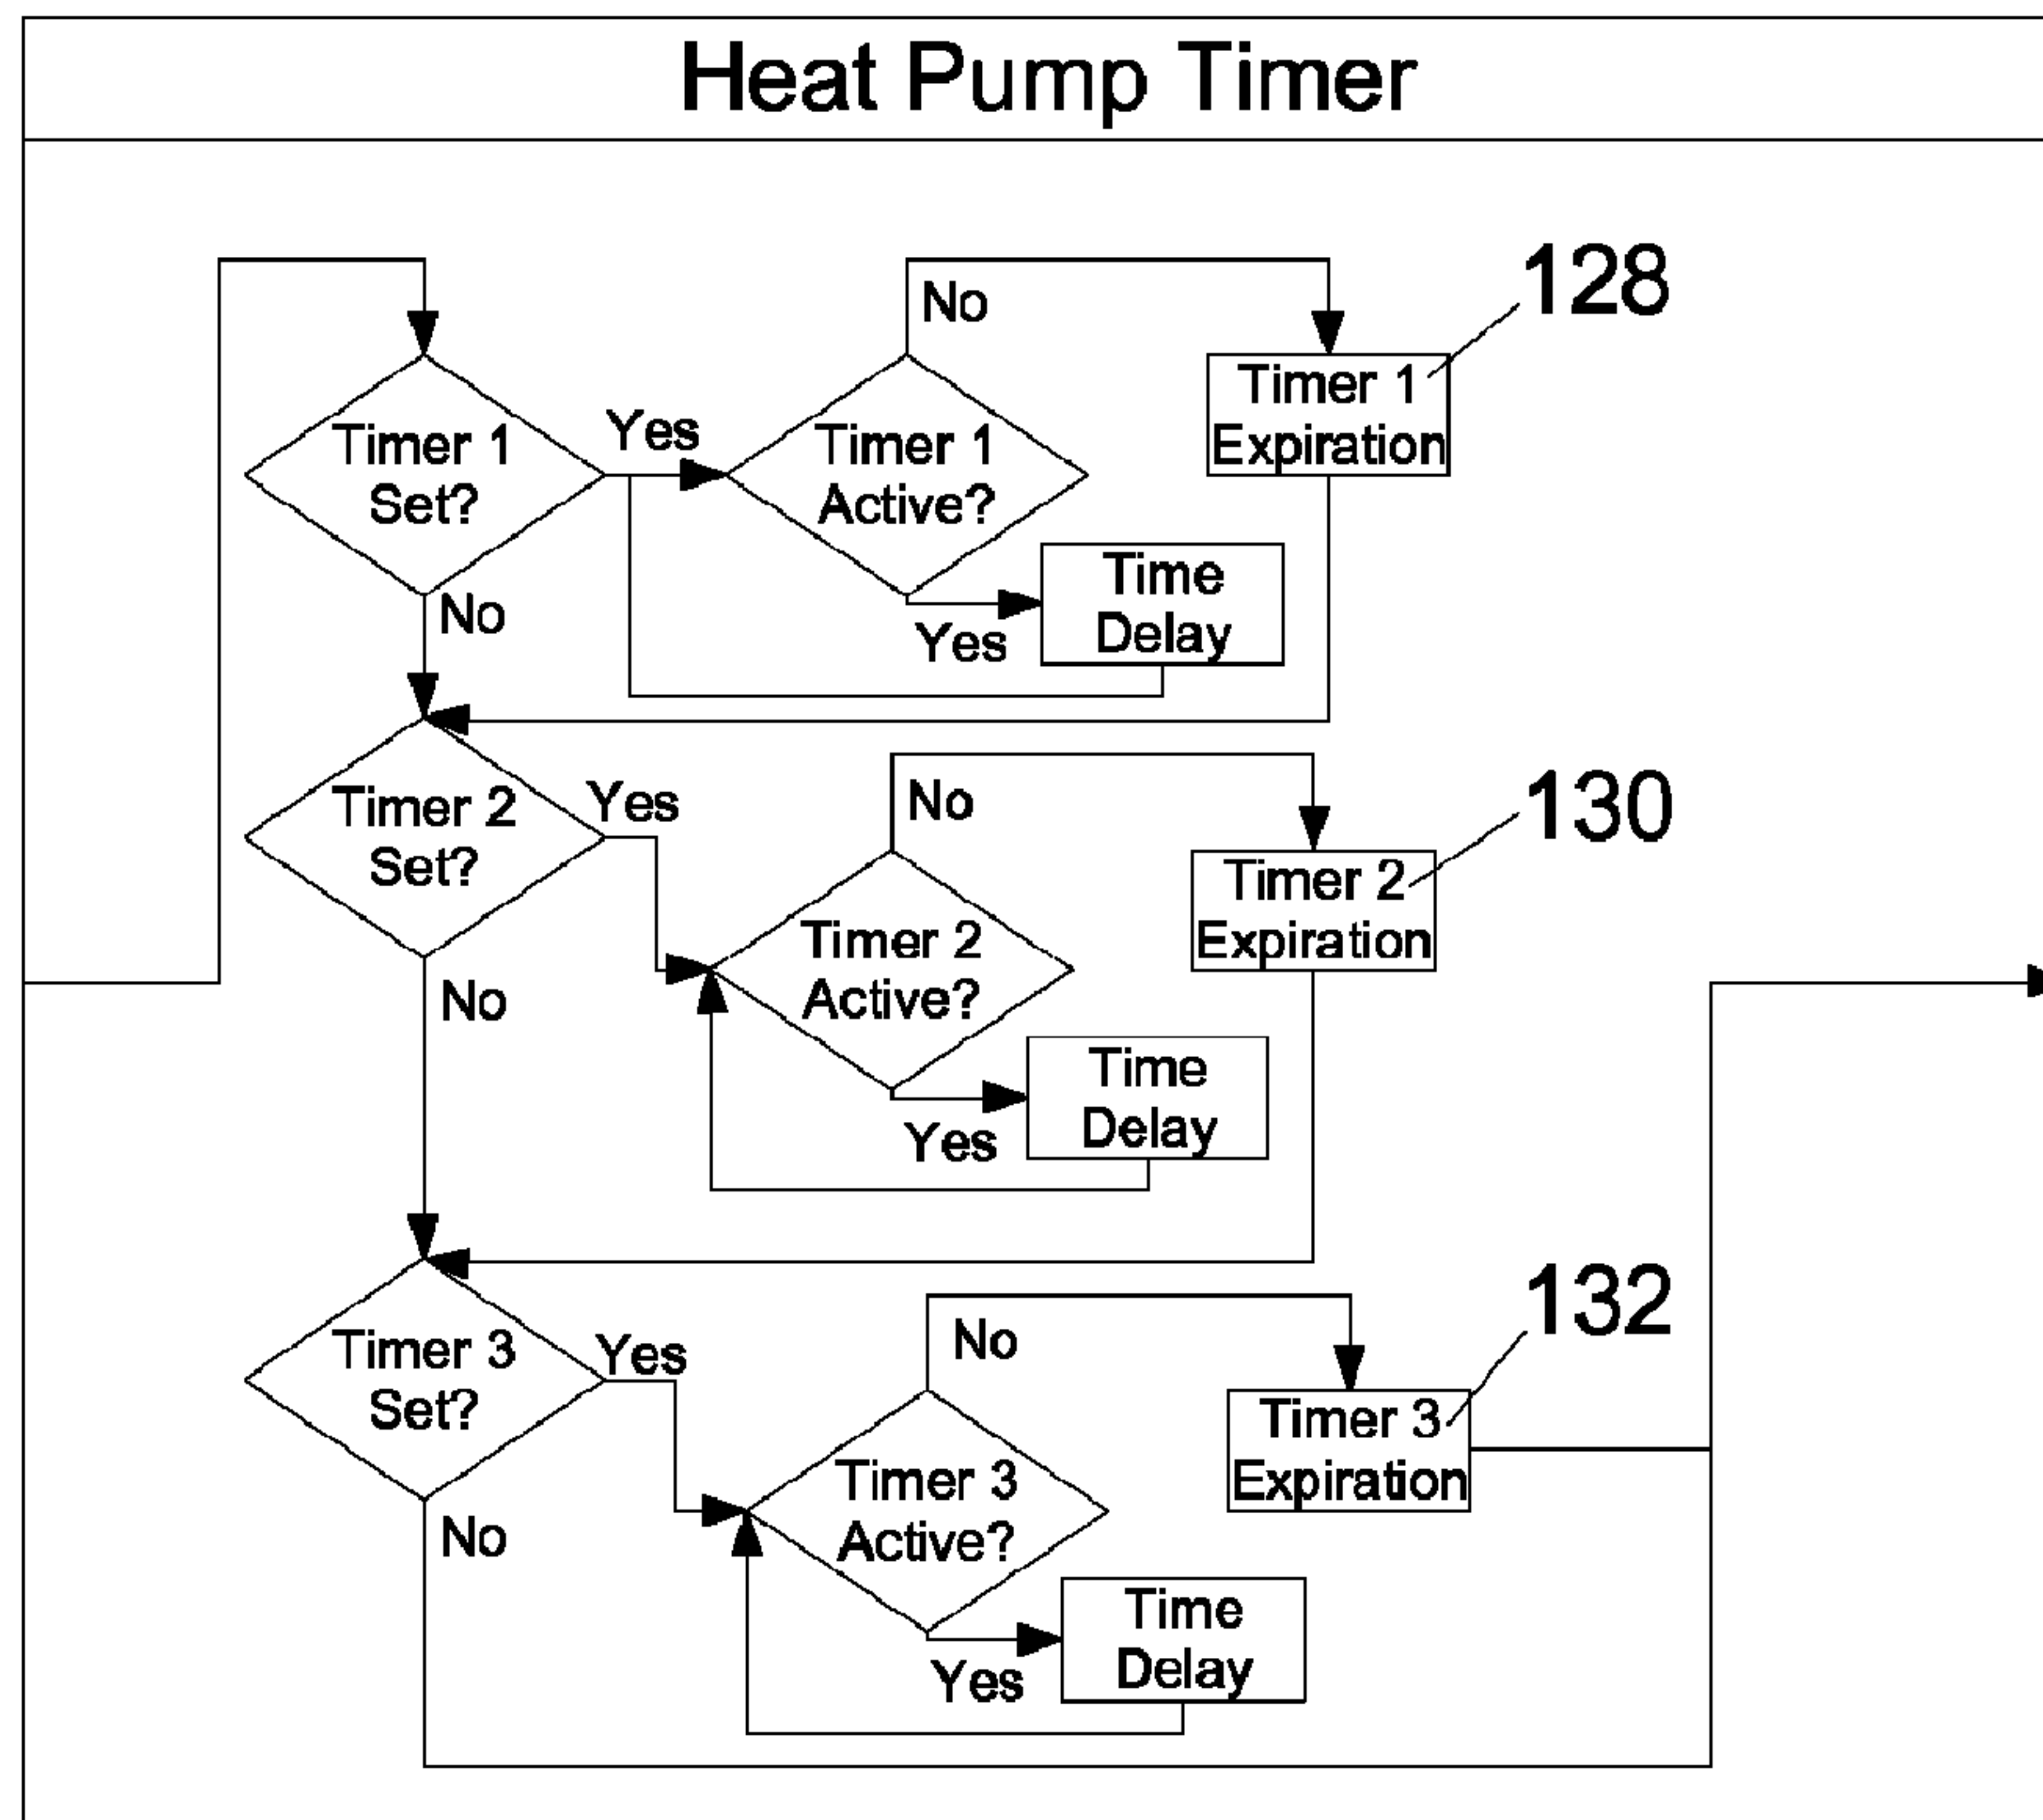 Heat Pump Timer
No
128
Timer 1
Expiration
Timer 1
Set?
Yes
Timer 1
Active?
Time
Delay
Yes
No
Timer 2
Set?
Yes
No
130
Timer 2
Expiration
Timer 2
Active?
No
Time
Delay
Yes
Timer 3
Set?
Yes
No
132
Timer 3
Expiration
Timer 3
Active?
No
Time
Delay
Yes